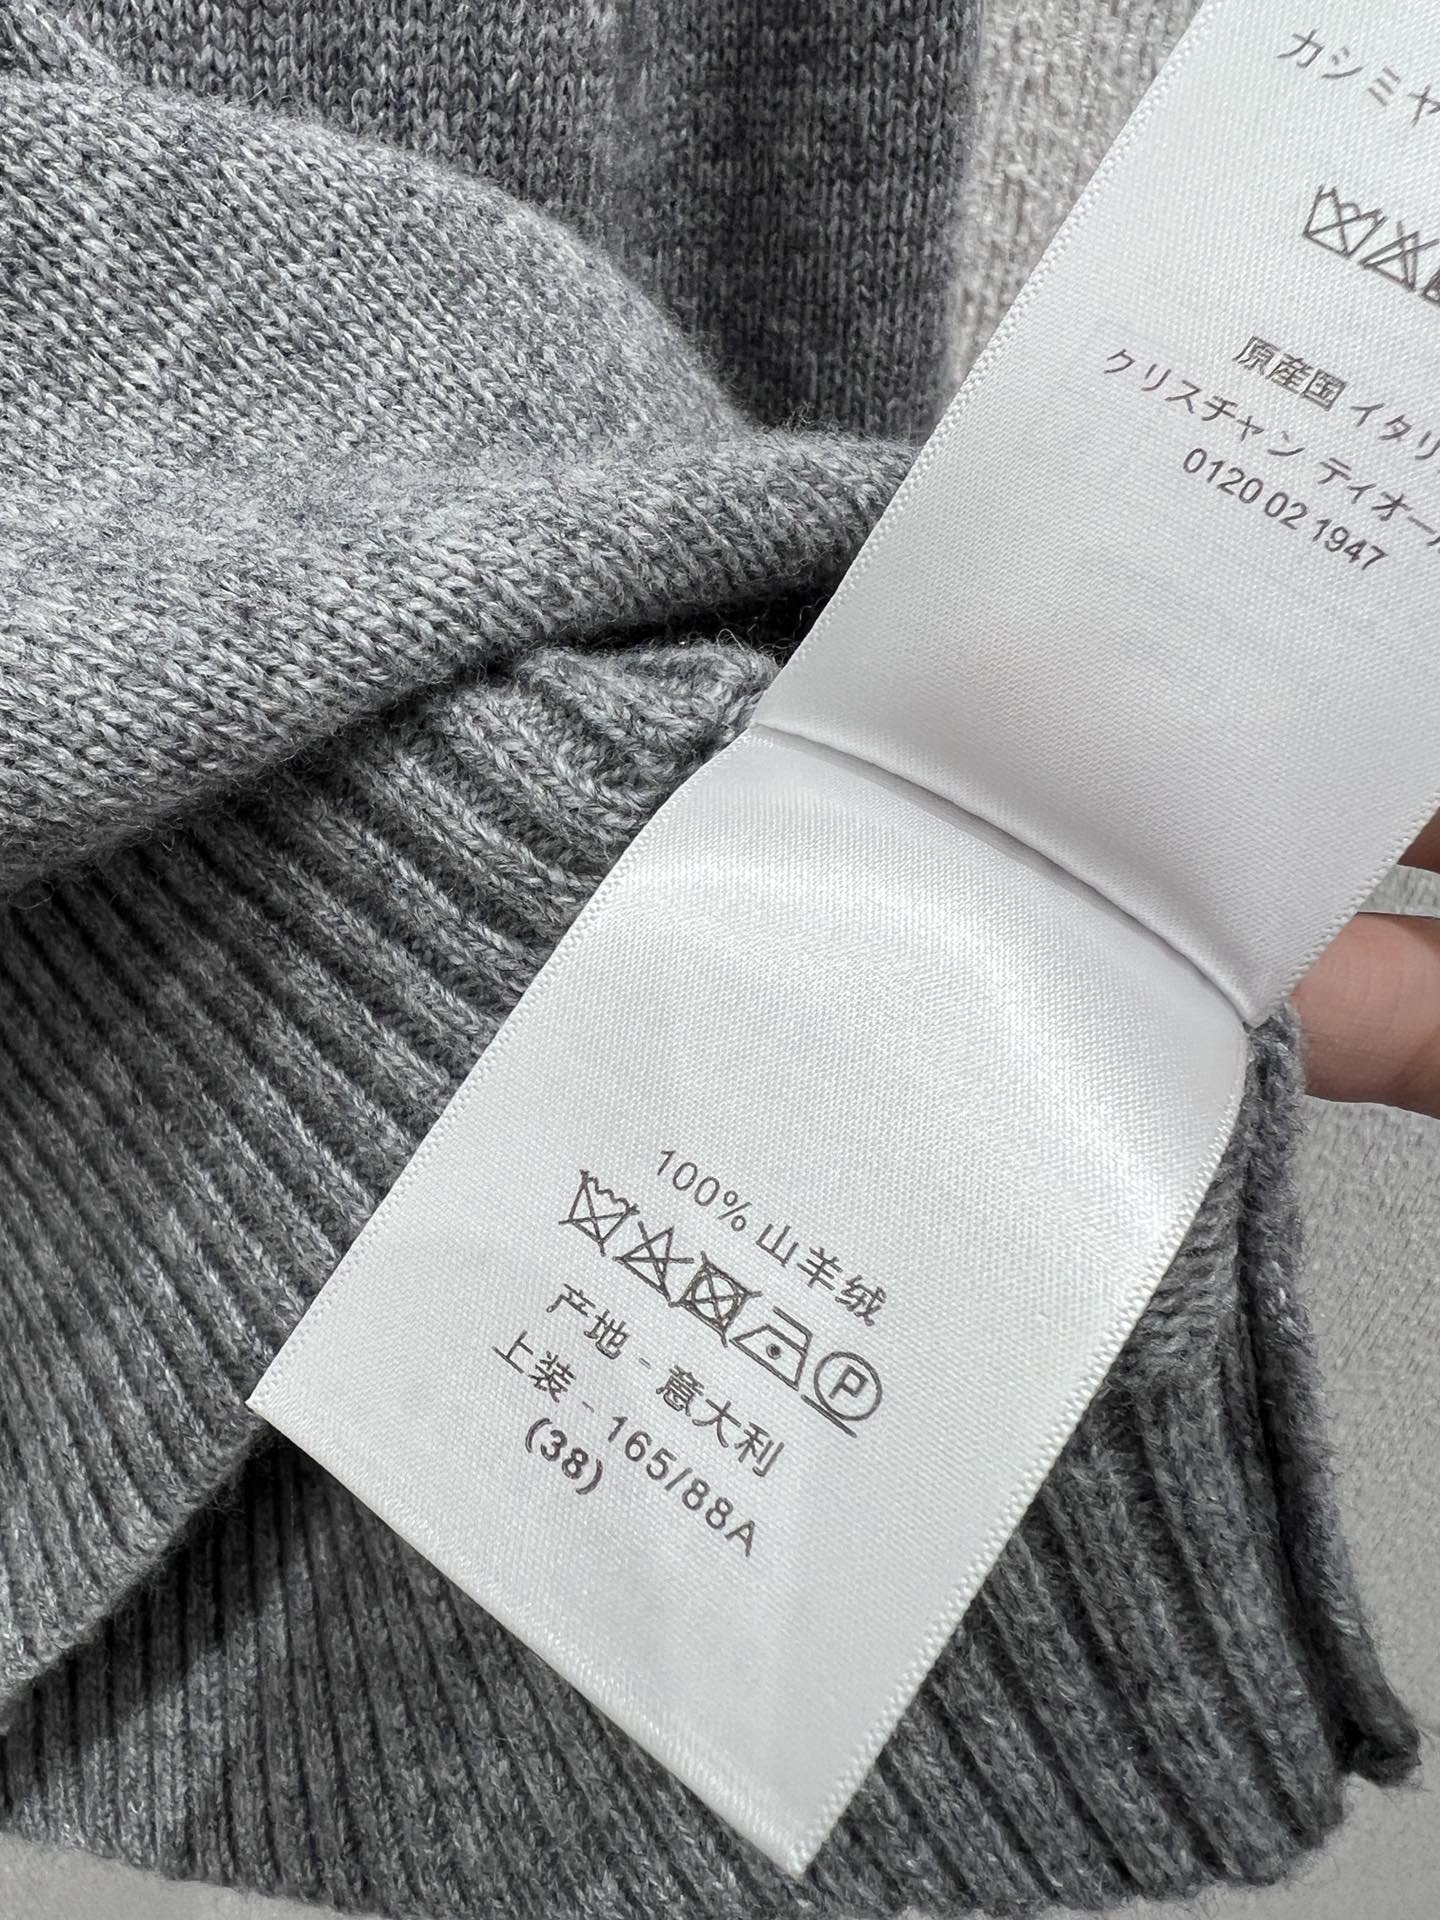 カシミヤ
原産国 イタリ
クリスチャン ディオール
0120 02 1947
100% 山羊绒
P
产地 - 意大利
上装 - 165/88A
(38)